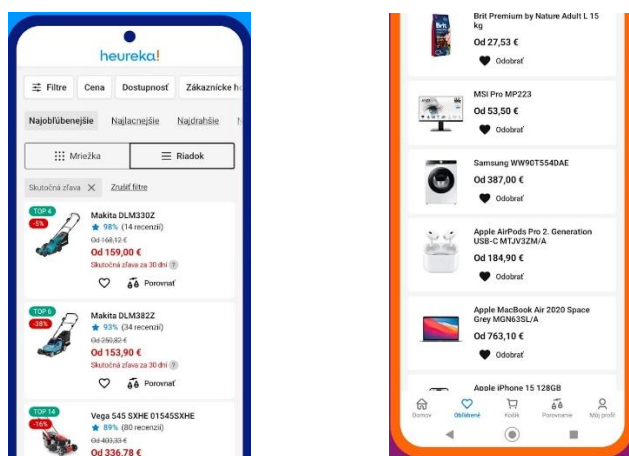 heureka!
Filtre
Cena
Dostupnosť
Zákaznícke h
Najobľúbenejšie
Najlacnejšie
Najdrahšie
N
Mriežka
Riadok
Skutočná zľava X
Zrušiť filtre
TOP 4
-5%
Makita DLM330Z
98% (14 recenzií)
Od 168,12 €
Od 159,00 €
Skutočná zľava za 30 dní ?
Porovnať
TOP 6
-38%
Makita DLM382Z
93% (34 recenzií)
Od 250,82 €
Od 153,90 €
Skutočná zľava za 30 dní ?
Porovnať
TOP 14
-16%
Vega 545 SXHE 01545SXHE
89% (80 recenzií)
Od 403,33 €
Od 336,78 €
Brit Premium by Nature Adult L 15
kg
Od 27,53 €
Odobrať
MSI Pro MP223
Od 53,50 €
Odobrať
Samsung WW90T554DAE
Od 387,00 €
Odobrať
Apple AirPods Pro 2. Generation
USB-C MTJV3ZM/A
Od 184,90 €
Odobrať
Apple MacBook Air 2020 Space
Grey MGN63SL/A
Od 763,10 €
Odobrať
Apple iPhone 15 128GB
Domov
Obľúbené
Košík
Porovnanie
Môj profil